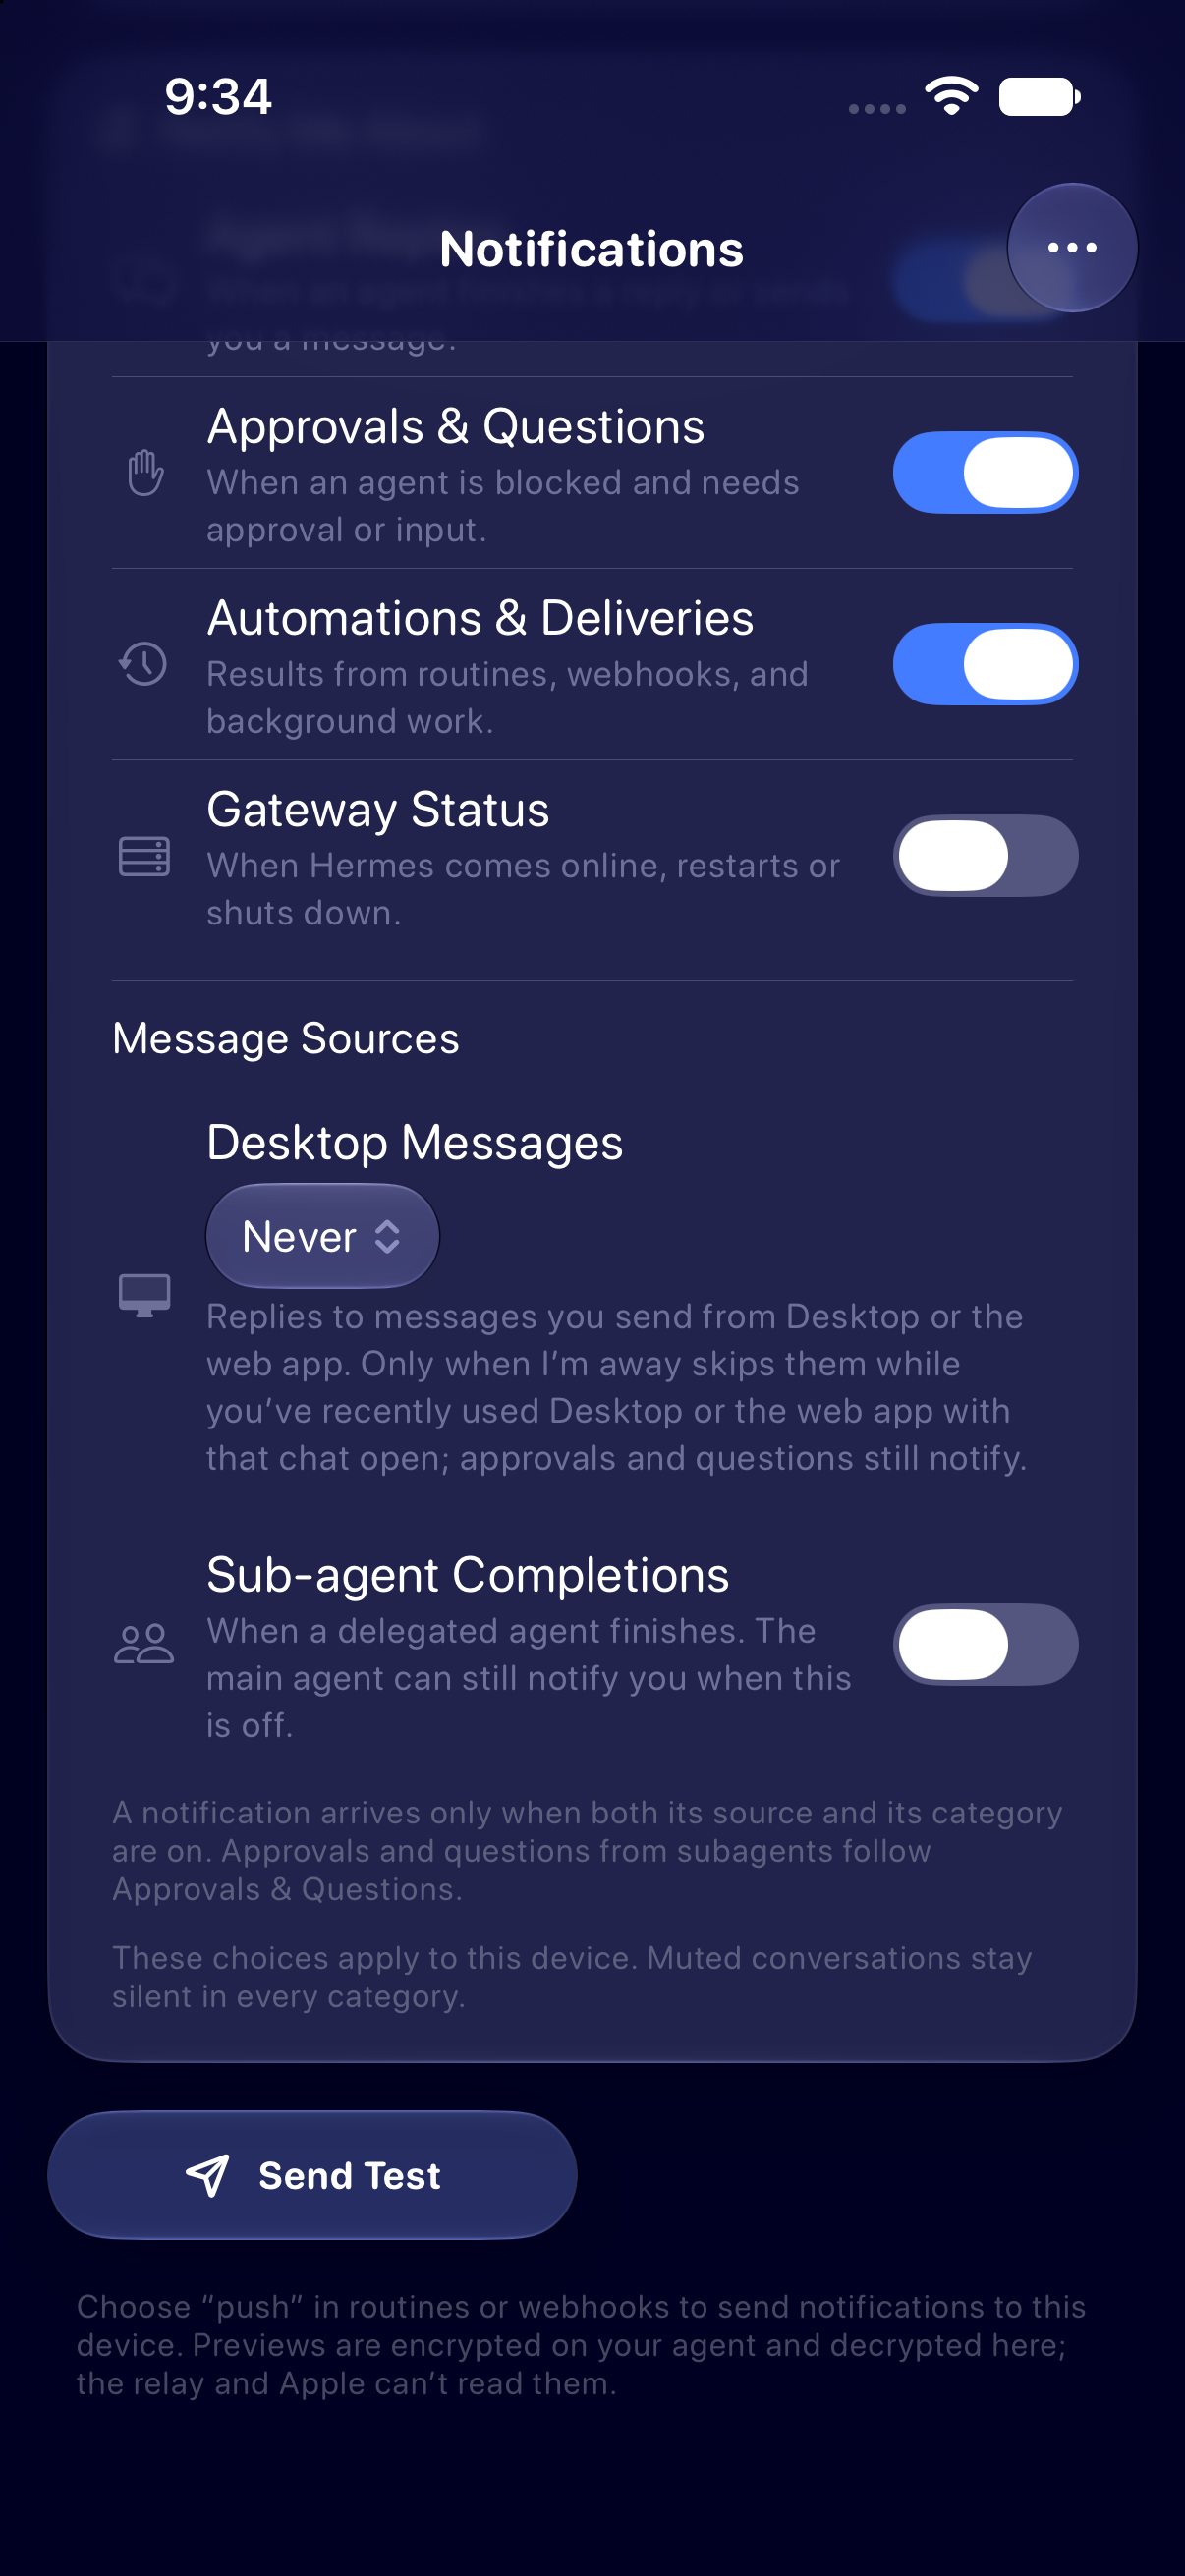 9:34
Notifications
you a message.
Approvals & Questions
When an agent is blocked and needs
approval or input.
Automations & Deliveries
Results from routines, webhooks, and
background work.
Gateway Status
When Hermes comes online, restarts or
shuts down.
Message Sources
Desktop Messages
Never
Replies to messages you send from Desktop or the
web app. Only when I’m away skips them while
you’ve recently used Desktop or the web app with
that chat open; approvals and questions still notify.
Sub-agent Completions
When a delegated agent finishes. The
main agent can still notify you when this
is off.
A notification arrives only when both its source and its category
are on. Approvals and questions from subagents follow
Approvals & Questions.
These choices apply to this device. Muted conversations stay
silent in every category.
Send Test
Choose “push” in routines or webhooks to send notifications to this
device. Previews are encrypted on your agent and decrypted here;
the relay and Apple can’t read them.